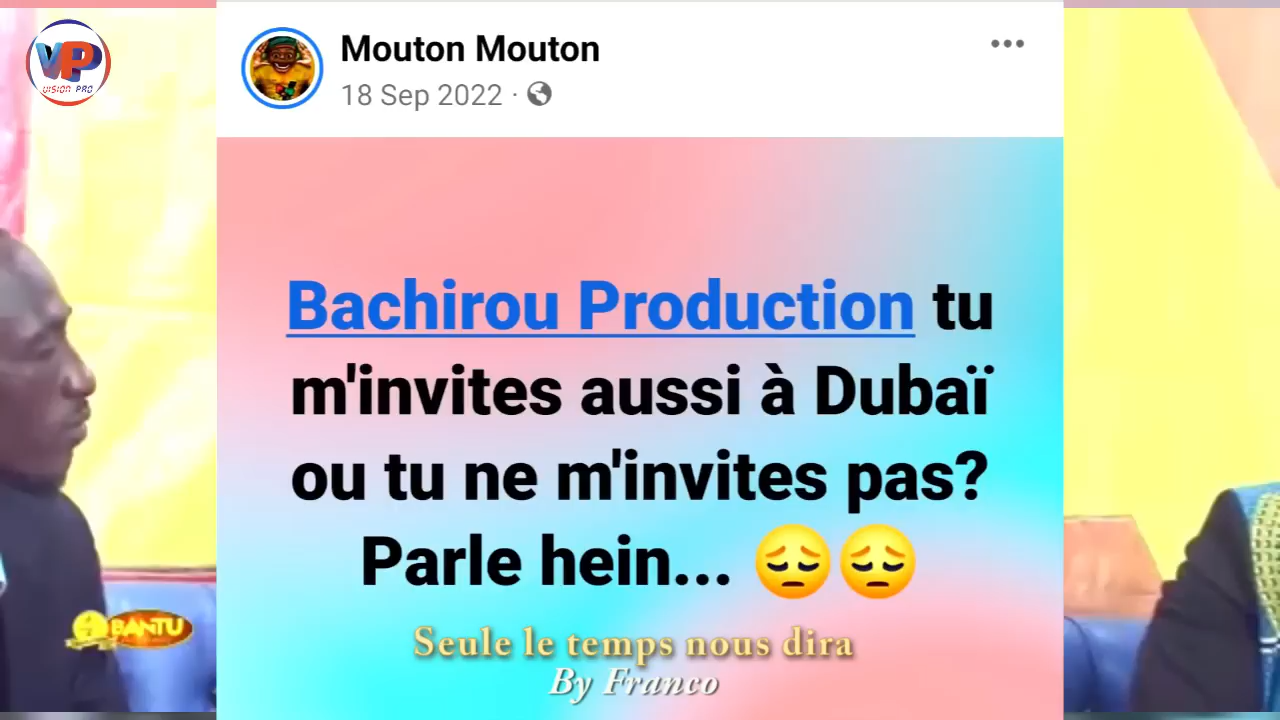 VP
VISION PRO
Mouton Mouton
18 Sep 2022 ·
Bachirou Production tu
m'invites aussi à Dubaï
ou tu ne m'invites pas?
Parle hein... 😔😔
BANTU
Seule le temps nous dira
By Franco